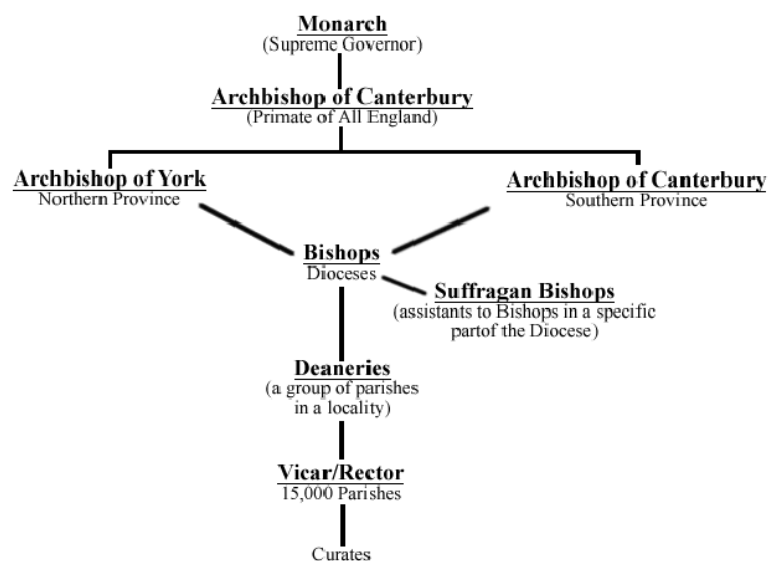 Monarch
(Supreme Governor)
Archbishop of Canterbury
(Primate of All England)
Archbishop of York
Northern Province
Archbishop of Canterbury
Southern Province
Bishops
Dioceses
Suffragan Bishops
(assistants to Bishops in a specific
partof the Diocese)
Deaneries
(a group of parishes
in a locality)
Vicar/Rector
15,000 Parishes
Curates